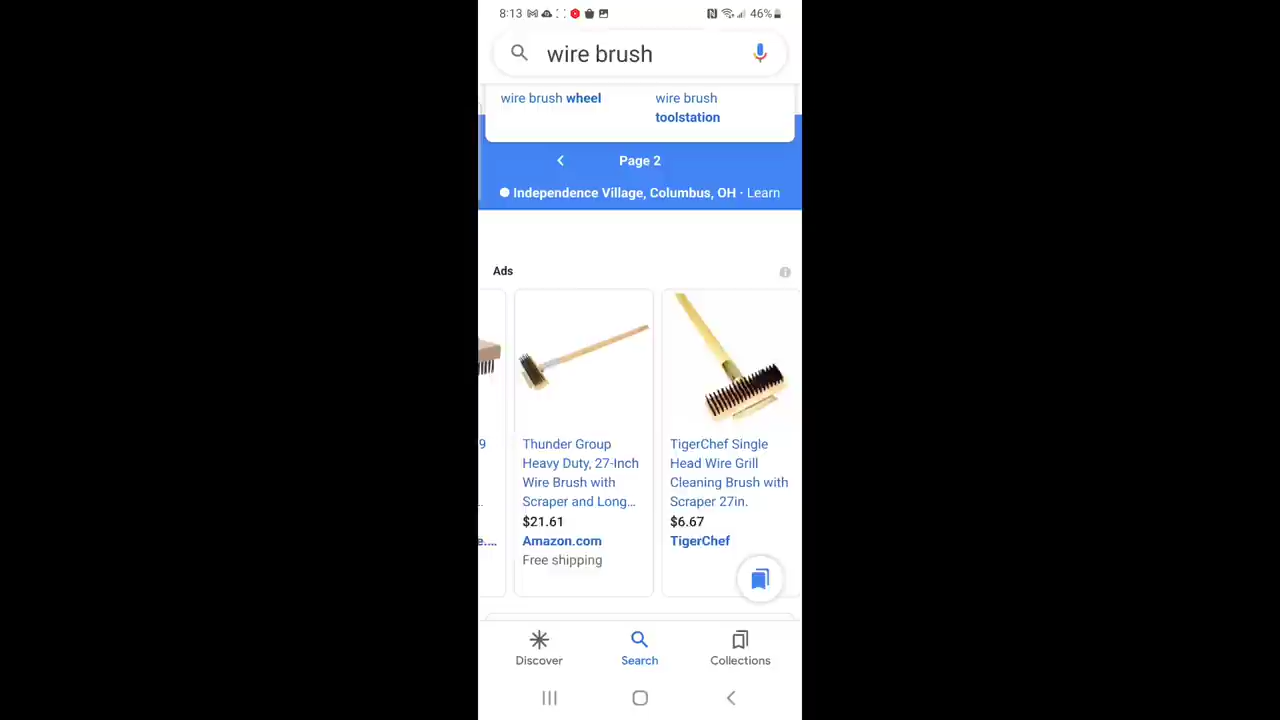 8:13
46%
wire brush
wire brush wheel
wire brush
toolstation
Page 2
Independence Village, Columbus, OH · Learn
Ads
9
..
e....
Thunder Group
Heavy Duty, 27-Inch
Wire Brush with
Scraper and Long...
$21.61
Amazon.com
Free shipping
TigerChef Single
Head Wire Grill
Cleaning Brush with
Scraper 27in.
$6.67
TigerChef
Discover
Search
Collections